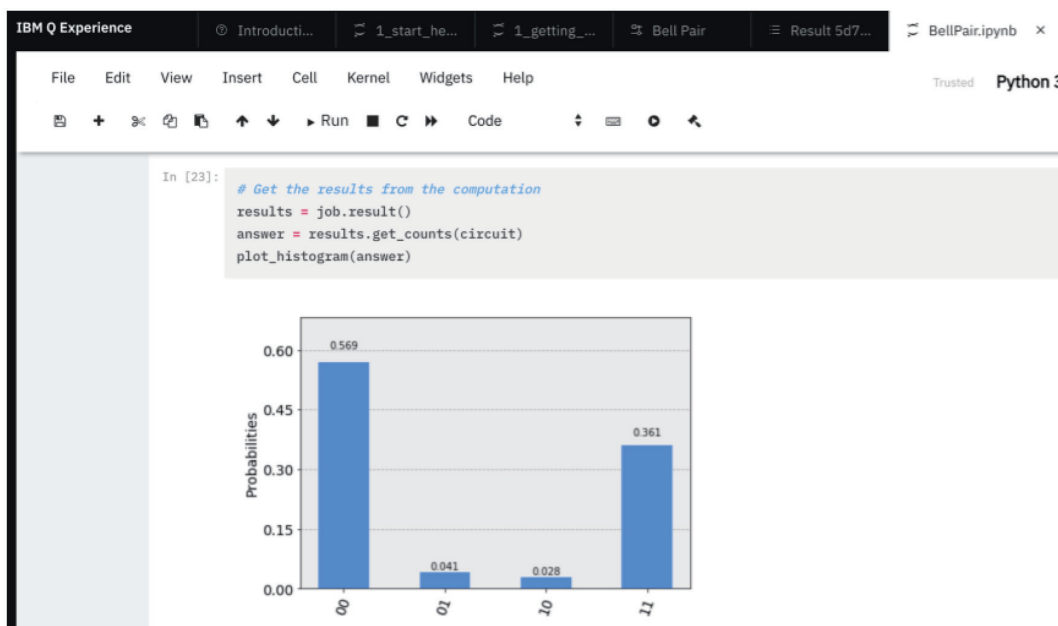 IBM Q Experience
Introducti...
1_start_he...
1_getting_...
Bell Pair
Result 5d7...
BellPair.ipynb ×
File Edit View Insert Cell Kernel Widgets Help
Trusted Python 3
Run Code
In [23]:
# Get the results from the computation
results = job.result()
answer = results.get_counts(circuit)
plot_histogram(answer)
Probabilities
0.60
0.45
0.30
0.15
0.00
0.569
0.041
0.028
0.361
00
01
10
11